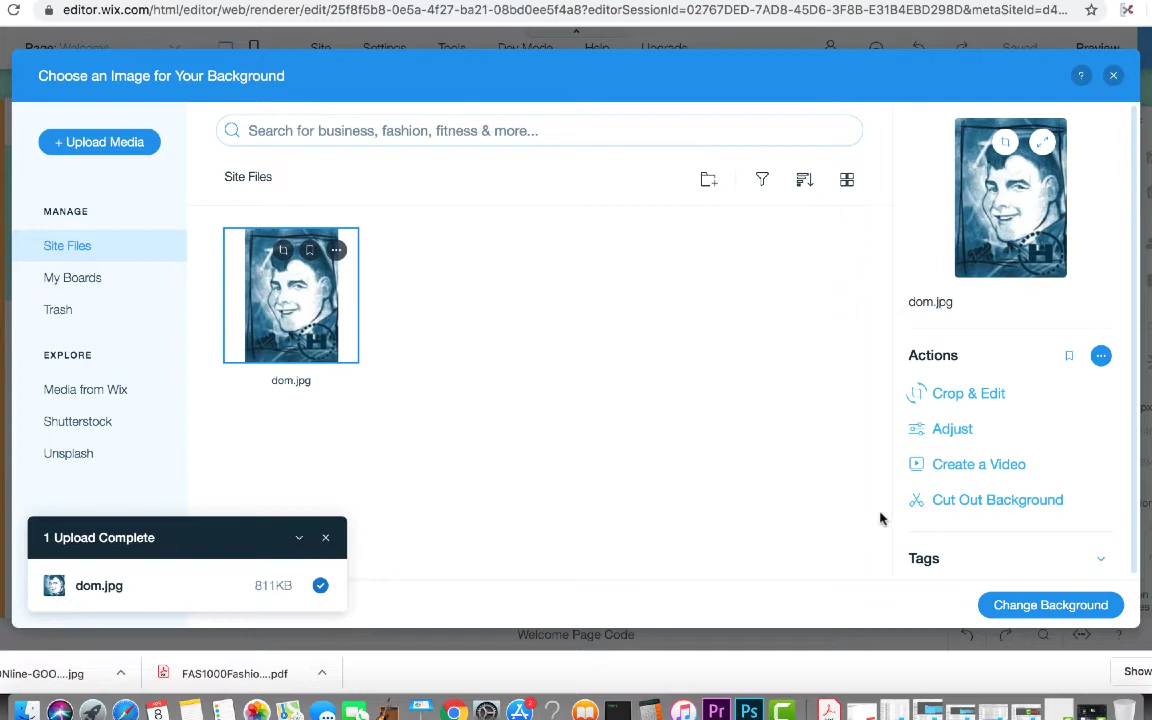 editor.wix.com/html/editor/web/renderer/edit/25f8f5b8-0e5a-4f27-ba21-08bd0ee5f4a8?editorSessionId=02767DED-7AD8-45D6-3F8B-E31B4EBD298D&metaSiteId=d4...
Page: Welcome Site Settings Tools Dev Mode Help Upgrade Saved Preview
Choose an Image for Your Background
?
+ Upload Media
Search for business, fashion, fitness & more...
Site Files
MANAGE
Site Files
My Boards
Trash
EXPLORE
Media from Wix
Shutterstock
Unsplash
H
dom.jpg
H
dom.jpg
Actions
Crop & Edit
Adjust
Create a Video
Cut Out Background
Tags
Change Background
1 Upload Complete
dom.jpg 811KB
Welcome Page Code
?
Nline-GOO....jpg
FAS1000Fashio....pdf
Show
8
2
?
Pr
Ps